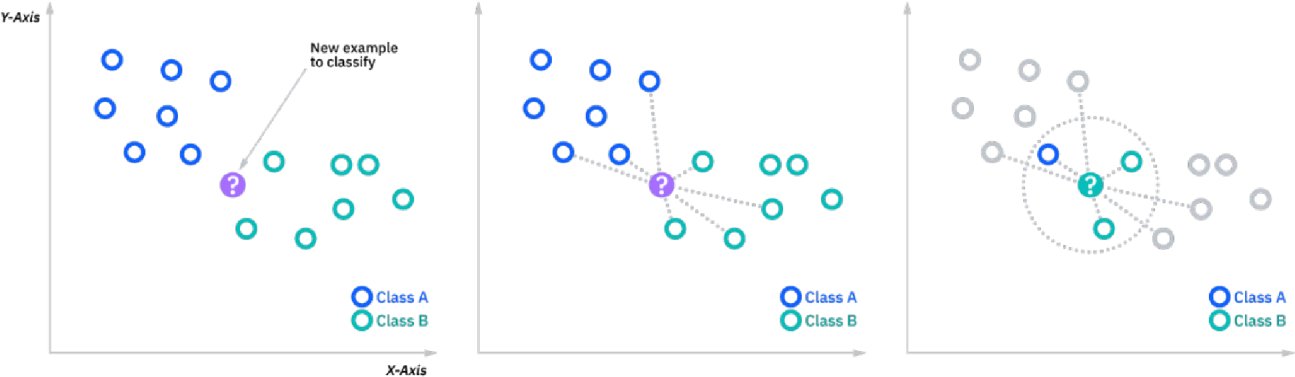 Y-Axis
New example
to classify
?
Class A
Class B
X-Axis
?
Class A
Class B
?
Class A
Class B